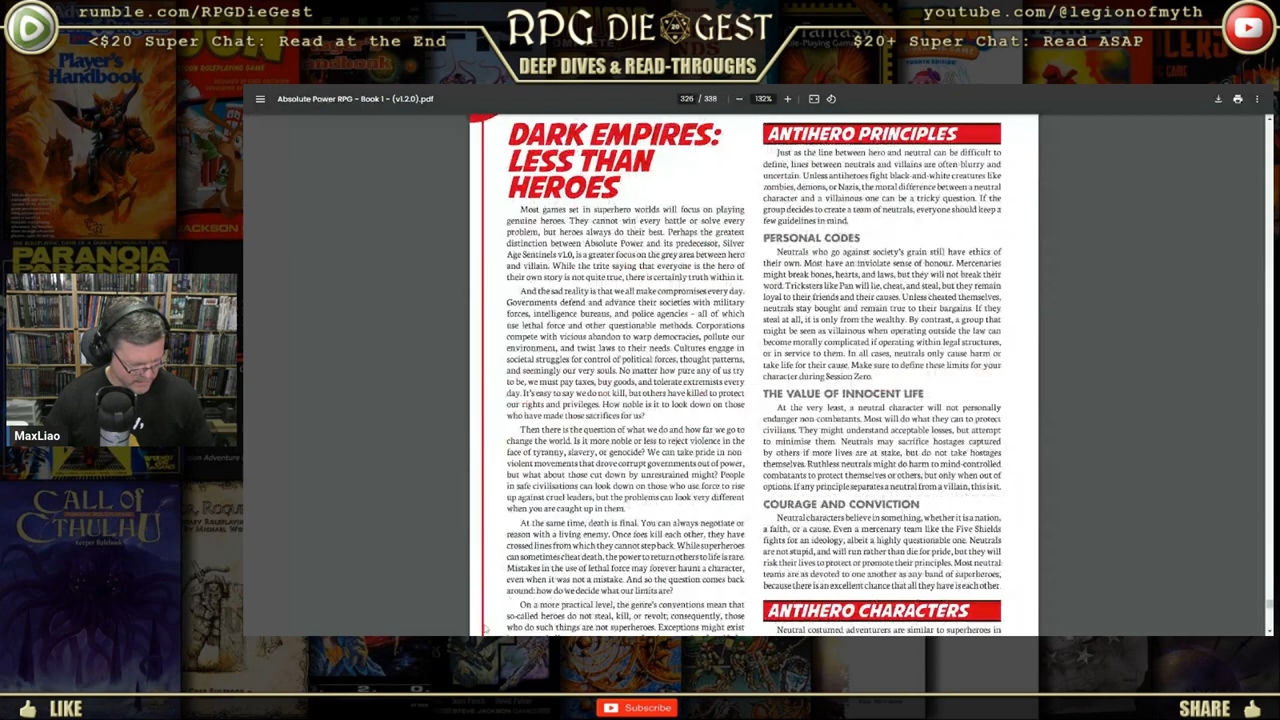 rumble.com/RPGDieGest
<$20 Super Chat: Read at the End
RPG DIE GEST
20
DEEP DIVES & READ-THROUGHS
youtube.com/@legionofmyth
$20+ Super Chat: Read ASAP
Absolute Power RPG – Book 1 – (v1.2.0).pdf
326 / 338
132%
DARK EMPIRES:
LESS THAN
HEROES
Most games set in superhero worlds will focus on playing
genuine heroes. They cannot win every battle or solve every
problem, but heroes always do their best. Perhaps the greatest
distinction between Absolute Power and its predecessor, Silver
Age Sentinels v1.0, is a greater focus on the grey area between hero
and villain. While the trite saying that everyone is the hero of
their own story is not quite true, there is certainly truth within it.
And the sad reality is that we all make compromises every day.
Governments defend and advance their societies with military
forces, intelligence bureaus, and police agencies – all of which
use lethal force and other questionable methods. Corporations
compete with vicious abandon to warp democracies, pollute our
environment, and twist laws to their needs. Cultures engage in
societal struggles for control of political forces, thought patterns,
and seemingly our very souls. No matter how pure any of us try
to be, we must pay taxes, buy goods, and tolerate extremists every
day. It's easy to say we do not kill, but others have killed to protect
our rights and privileges. How noble is it to look down on those
who have made those sacrifices for us?
Then there is the question of what we do and how far we go to
change the world. Is it more noble or less to reject violence in the
face of tyranny, slavery, or genocide? We can take pride in non-
violent movements that drove corrupt governments out of power,
but what about those cut down by unrestrained might? People
in safe civilisations can look down on those who use force to rise
up against cruel leaders, but the problems can look very different
when you are caught up in them.
At the same time, death is final. You can always negotiate or
reason with a living enemy. Once foes kill each other, they have
crossed lines from which they cannot step back. While superheroes
can sometimes cheat death, the power to return others to life is rare.
Mistakes in the use of lethal force may forever haunt a character,
even when it was not a mistake. And so the question comes back
around: how do we decide what our limits are?
On a more practical level, the genre's conventions mean that
so-called heroes do not steal, kill, or revolt; consequently, those
who do such things are not superheroes. Exceptions might exist
ANTIHERO PRINCIPLES
Just as the line between hero and neutral can be difficult to
define, lines between neutrals and villains are often blurry and
uncertain. Unless antiheroes fight black-and-white creatures like
zombies, demons, or Nazis, the moral difference between a neutral
character and a villainous one can be a tricky question. If the
group decides to create a team of neutrals, everyone should keep a
few guidelines in mind.
PERSONAL CODES
Neutrals who go against society's grain still have ethics of
their own. Most have an inviolate sense of honour. Mercenaries
might break bones, hearts, and laws, but they will not break their
word. Tricksters like Pan will lie, cheat, and steal, but they remain
loyal to their friends and their causes. Unless cheated themselves,
neutrals stay bought and remain true to their bargains. If they
steal at all, it is only from the wealthy. By contrast, a group that
might be seen as villainous when operating outside the law can
become morally complicated if operating within legal structures,
or in service to them. In all cases, neutrals only cause harm or
take life for their cause. Make sure to define these limits for your
character during Session Zero.
THE VALUE OF INNOCENT LIFE
At the very least, a neutral character will not personally
endanger non-combatants. Most will do what they can to protect
civilians. They might understand acceptable losses, but attempt
to minimise them. Neutrals may sacrifice hostages captured
by others if more lives are at stake, but do not take hostages
themselves. Ruthless neutrals might do harm to mind-controlled
combatants to protect themselves or others, but only when out of
options. If any principle separates a neutral from a villain, this is it.
COURAGE AND CONVICTION
Neutral characters believe in something, whether it is a nation,
a faith, or a cause. Even a mercenary team like the Five Shields
fights for an ideology, albeit a highly questionable one. Neutrals
are not stupid, and will run rather than die for pride, but they will
risk their lives to protect or promote their principles. Most neutral
teams are as devoted to one another as any band of superheroes,
because there is an excellent chance that all they have is each other.
ANTIHERO CHARACTERS
Neutral costumed adventurers are similar to superheroes in
Player's
Handbook
PARANOIA
MaxLiao
CALL of
CTHULHU
LIKE
Subscribe
SHARE